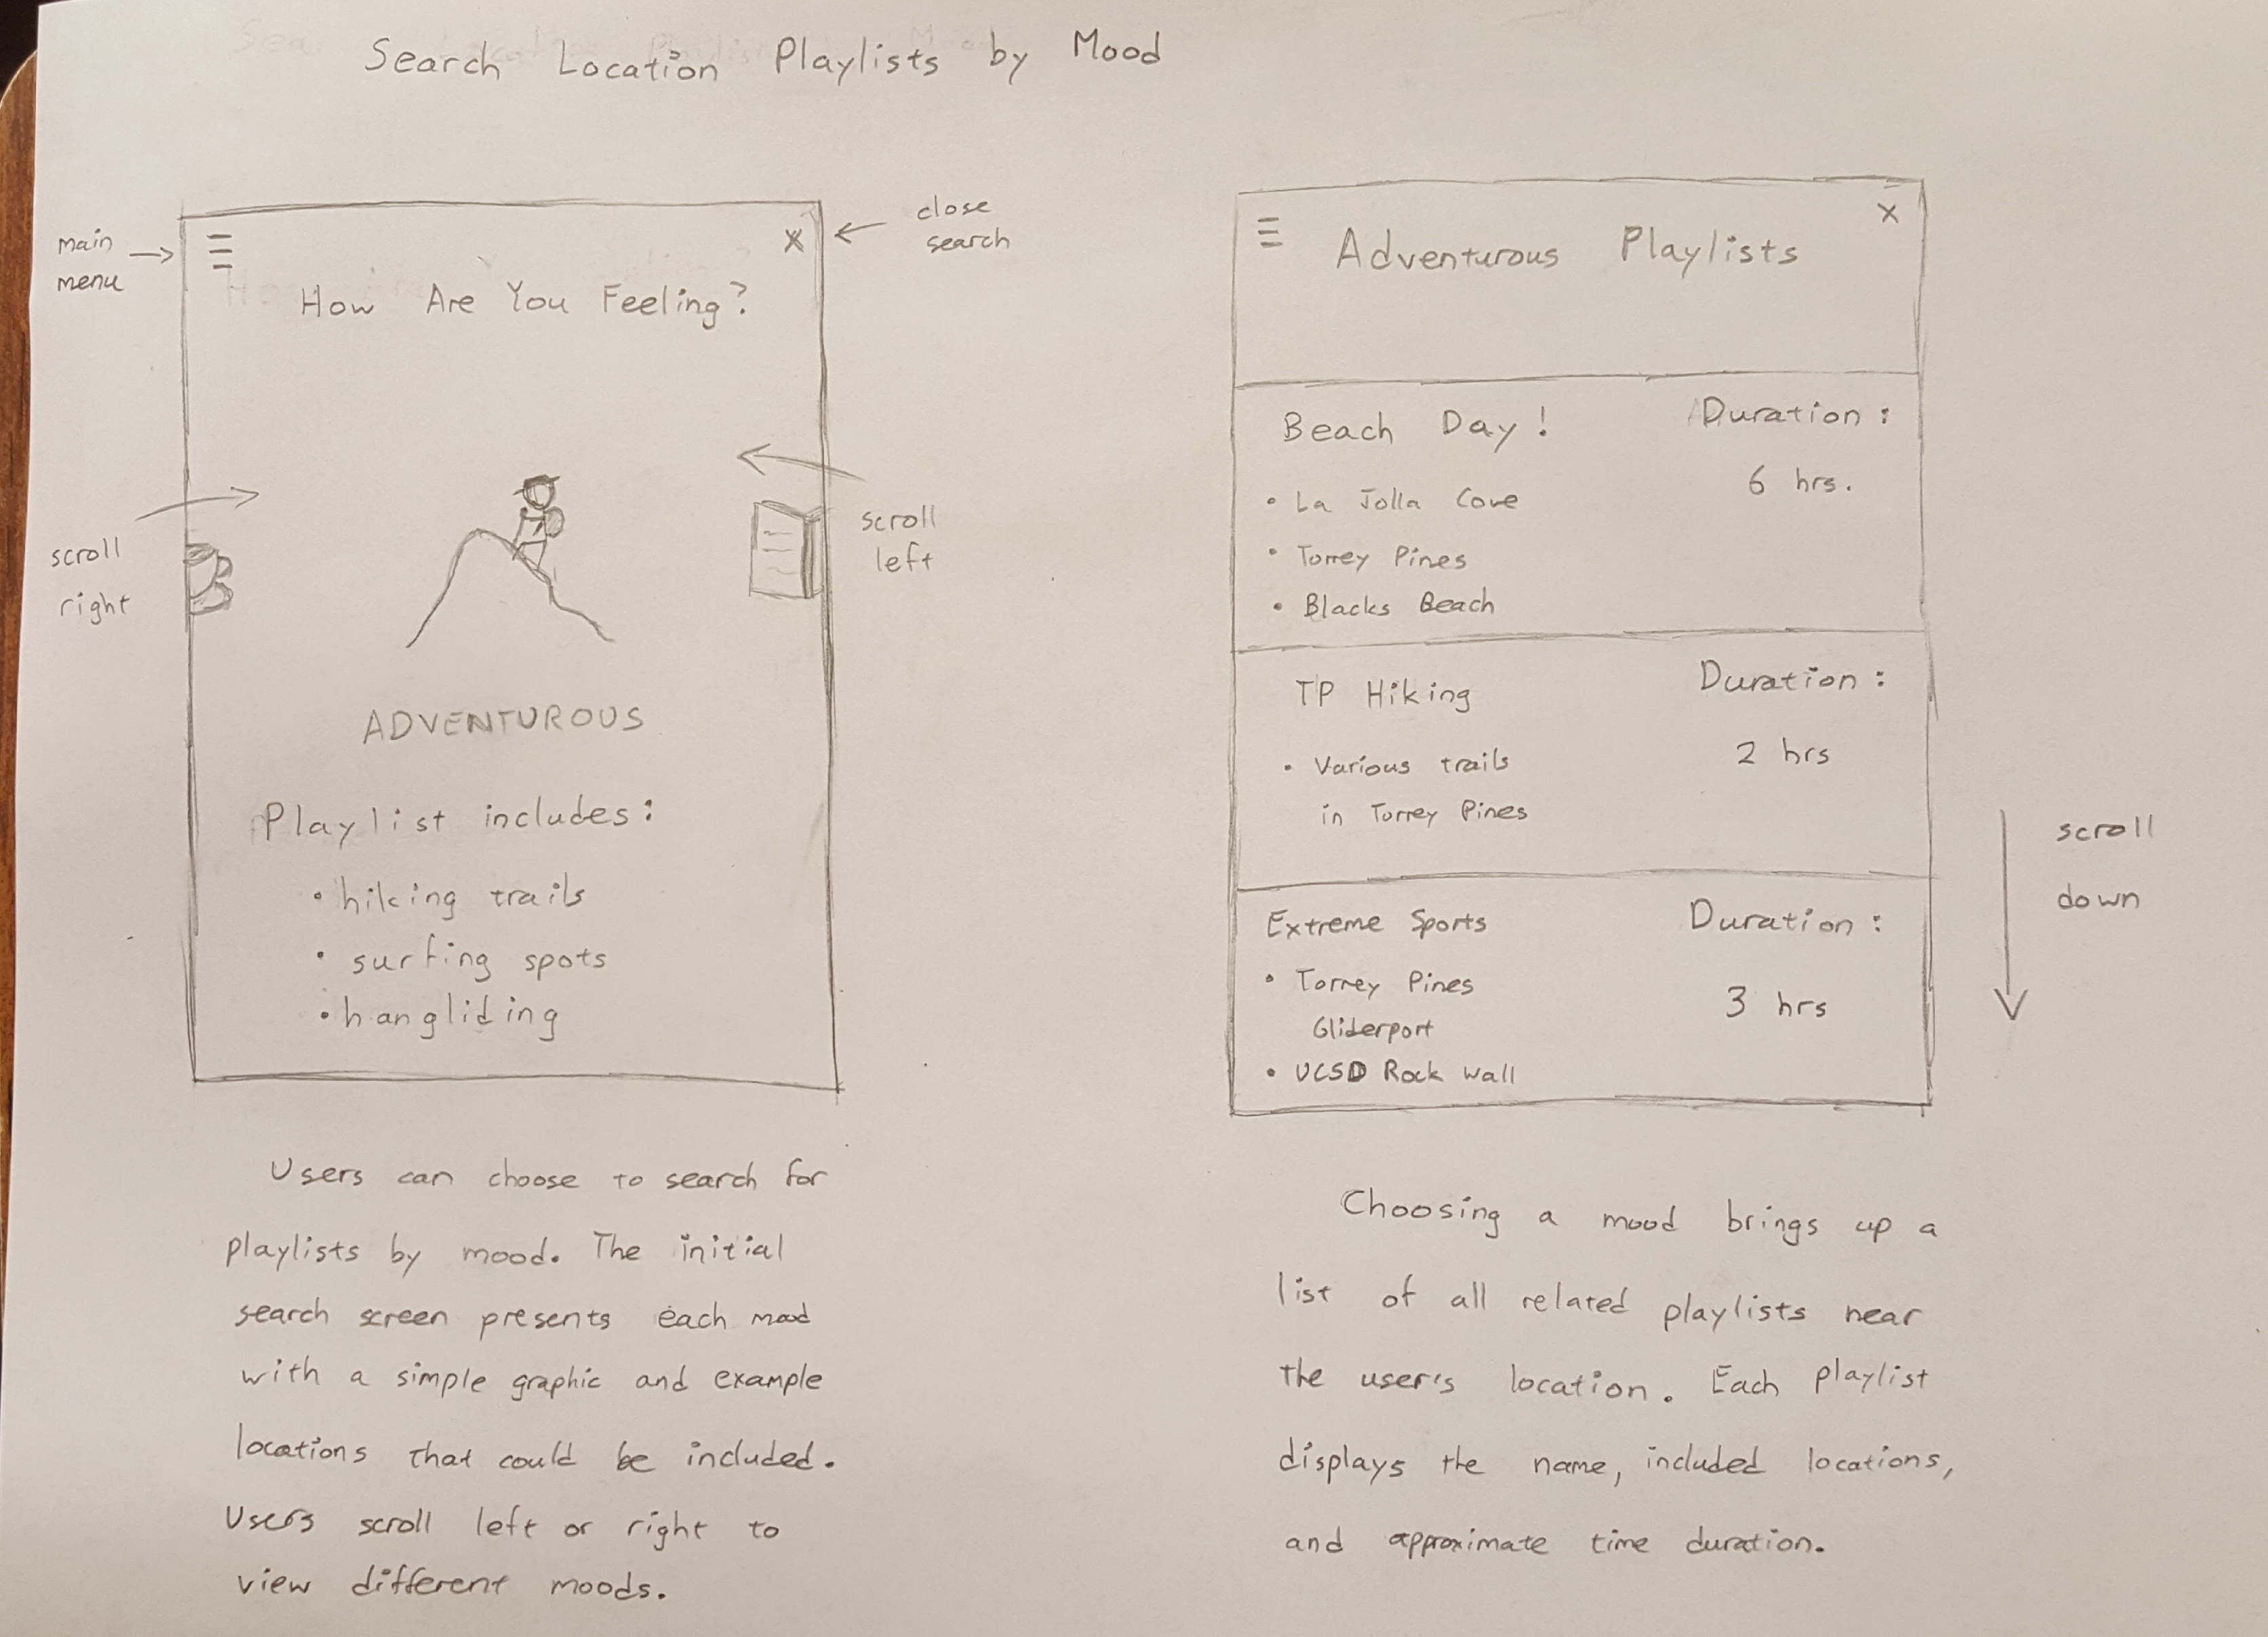 Search Location Playlists by Mood
main
menu
close
search
x
How Are You Feeling?
scroll
right
scroll
left
ADVENTUROUS
Playlist includes:
• hiking trails
• surfing spots
• hangliding
Users can choose to search for
playlists by mood. The initial
search screen presents each mood
with a simple graphic and example
locations that could be included.
Users scroll left or right to
view different moods.
x
Adventurous Playlists
Beach Day! Duration:
6 hrs.
• La Jolla Cove
• Torrey Pines
• Blacks Beach
TP Hiking Duration:
2 hrs
• Various trails
in Torrey Pines
Extreme Sports Duration:
• Torrey Pines
3 hrs
Gliderport
• UCSD Rock Wall
scroll
down
Choosing a mood brings up a
list of all related playlists near
the user's location. Each playlist
displays the name, included locations,
and approximate time duration.